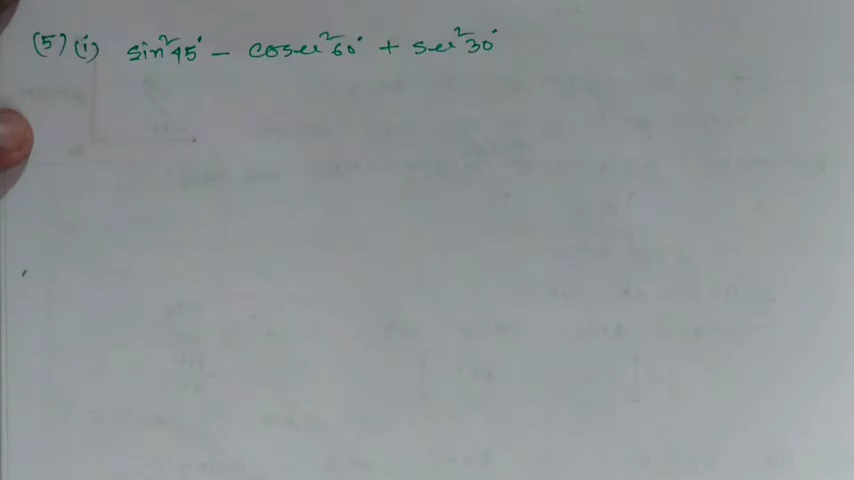 (5) (i) sin²45° - cosec²60° + sec²30°